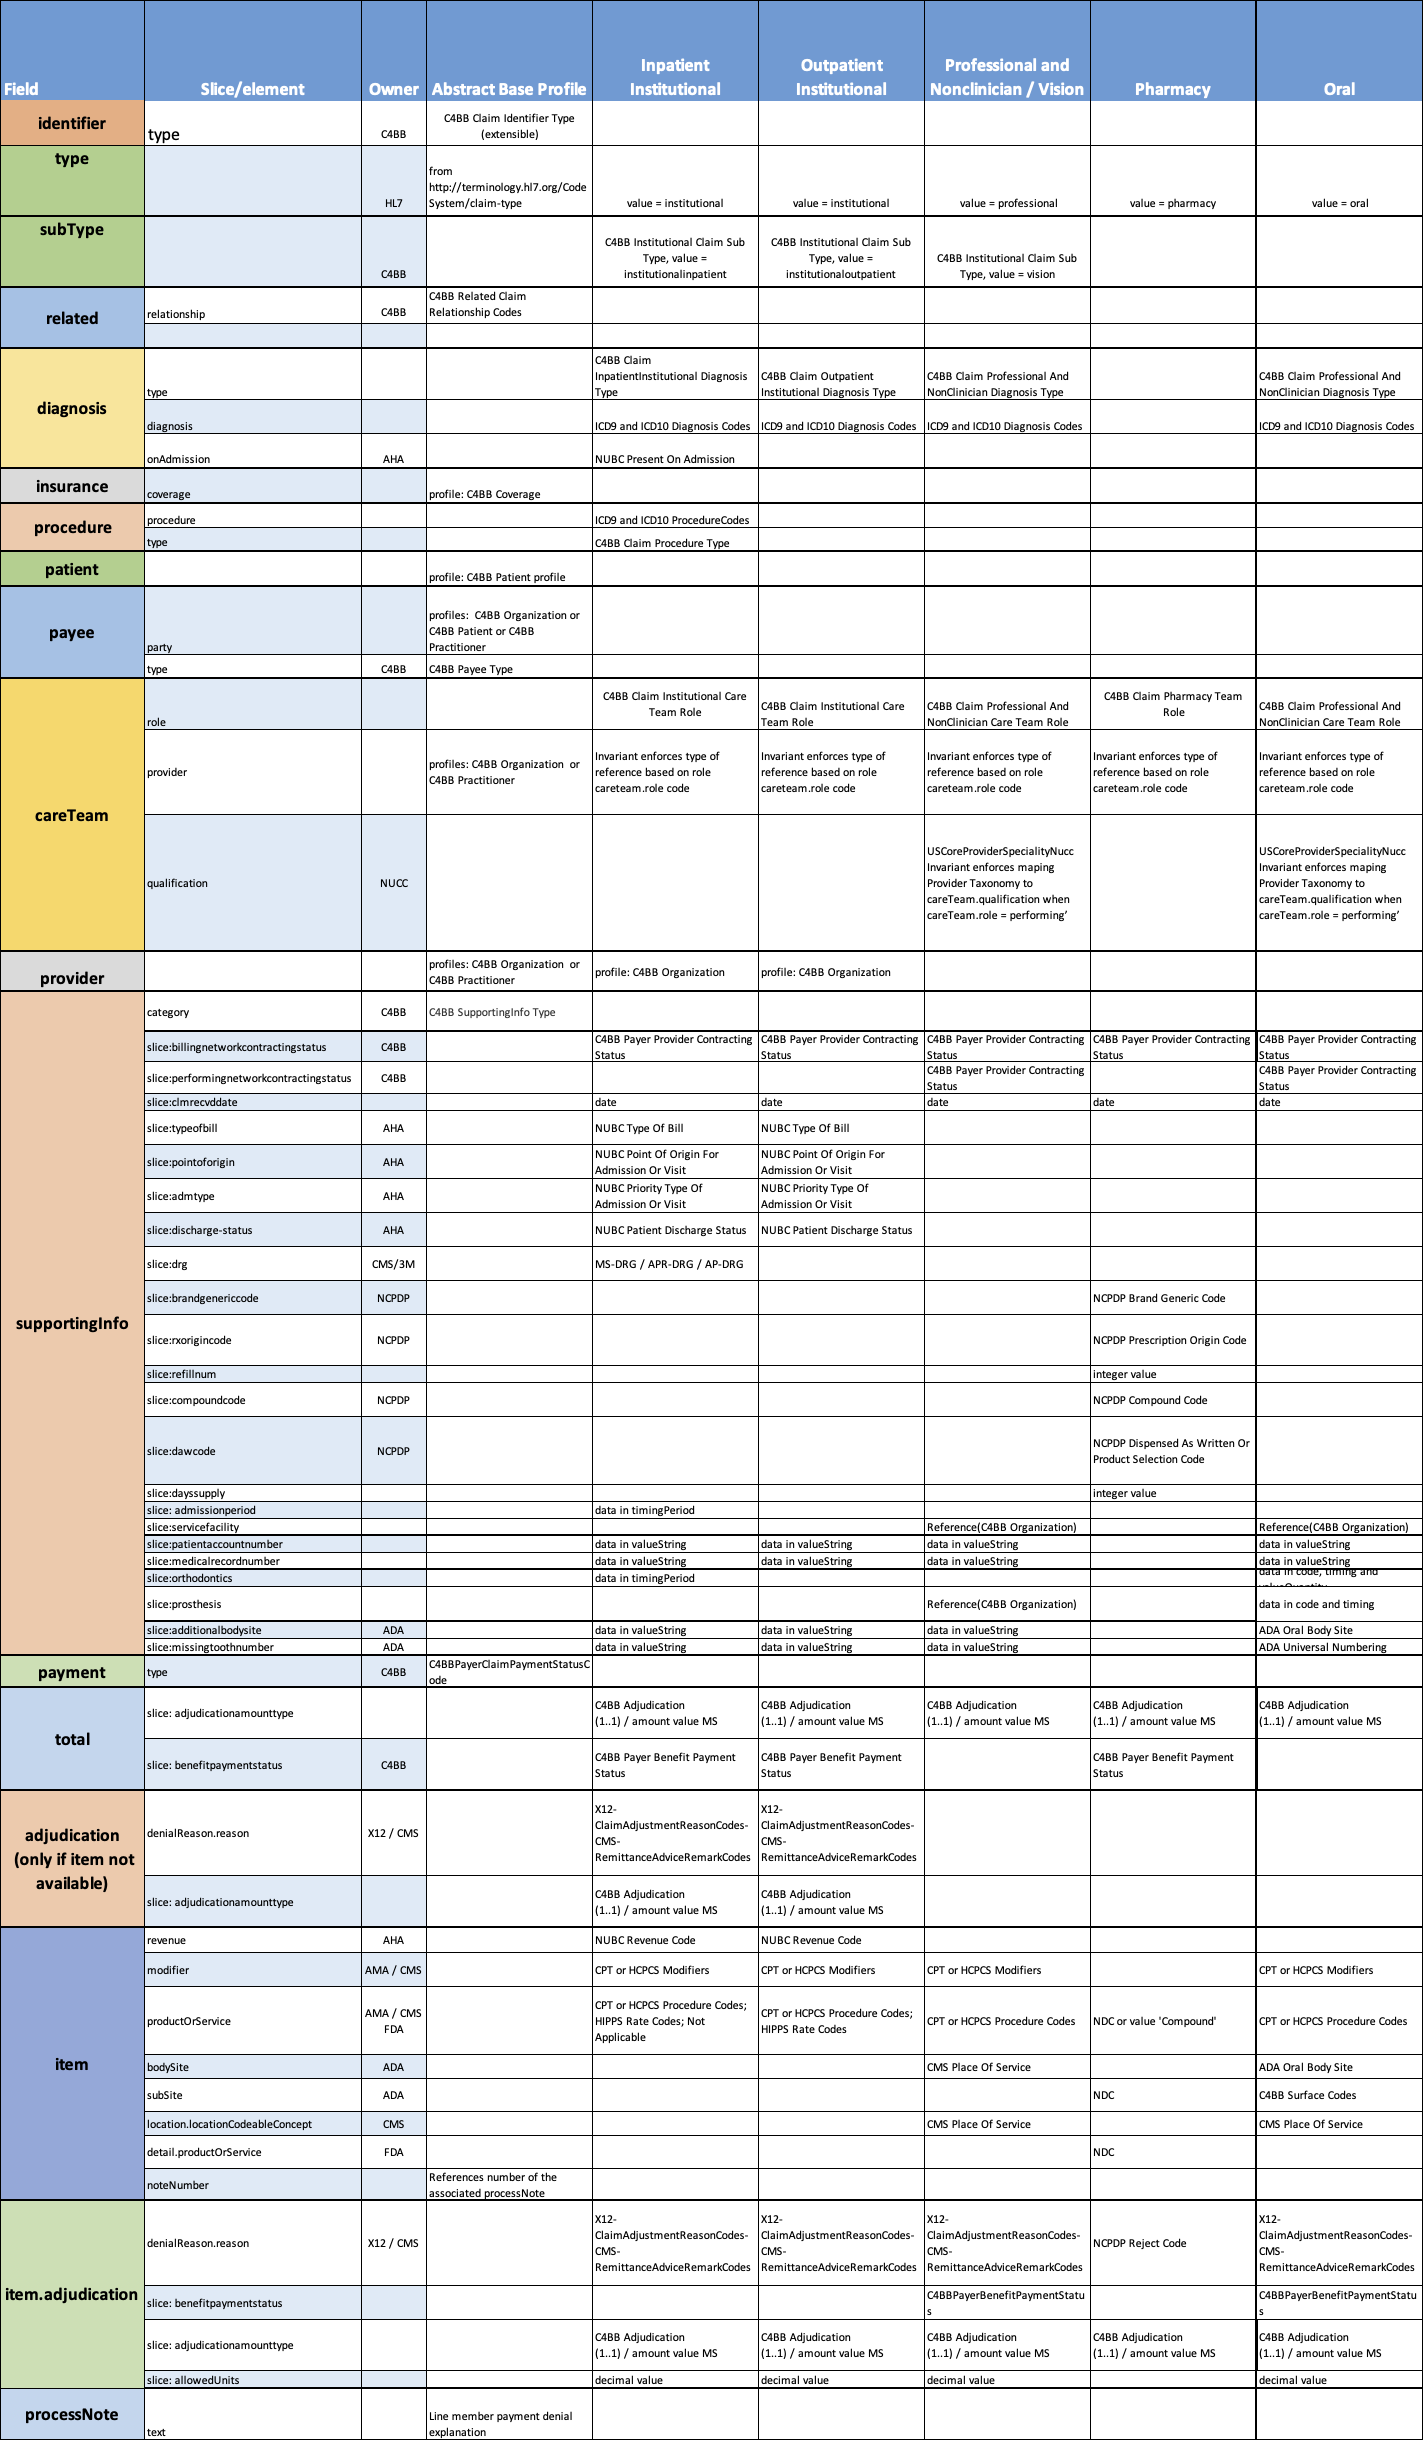 Field Slice/element Owner Abstract Base Profile Inpatient Institutional Outpatient Institutional Professional and Nonclinician / Vision Pharmacy Oral
identifier type C4BB C4BB Claim Identifier Type (extensible)
type HL7 from http://terminology.hl7.org/CodeSystem/claim-type value = institutional value = institutional value = professional value = pharmacy value = oral
subType C4BB C4BB Institutional Claim Sub Type, value = institutionalinpatient C4BB Institutional Claim Sub Type, value = institutionaloutpatient C4BB Institutional Claim Sub Type, value = vision
related relationship C4BB C4BB Related Claim Relationship Codes
diagnosis type C4BB Claim InpatientInstitutional Diagnosis Type C4BB Claim Outpatient Institutional Diagnosis Type C4BB Claim Professional And NonClinician Diagnosis Type C4BB Claim Professional And NonClinician Diagnosis Type
diagnosis ICD9 and ICD10 Diagnosis Codes ICD9 and ICD10 Diagnosis Codes ICD9 and ICD10 Diagnosis Codes ICD9 and ICD10 Diagnosis Codes
onAdmission AHA NUBC Present On Admission
insurance coverage profile: C4BB Coverage
procedure procedure ICD9 and ICD10 ProcedureCodes
type C4BB Claim Procedure Type
patient profile: C4BB Patient profile
payee party profiles: C4BB Organization or C4BB Patient or C4BB Practitioner
type C4BB C4BB Payee Type
careTeam role C4BB Claim Institutional Care Team Role C4BB Claim Institutional Care Team Role C4BB Claim Professional And NonClinician Care Team Role C4BB Claim Pharmacy Team Role C4BB Claim Professional And NonClinician Care Team Role
provider profiles: C4BB Organization or C4BB Practitioner Invariant enforces type of reference based on role careteam.role code Invariant enforces type of reference based on role careteam.role code Invariant enforces type of reference based on role careteam.role code Invariant enforces type of reference based on role careteam.role code Invariant enforces type of reference based on role careteam.role code
qualification NUCC USCoreProviderSpecialityNucc Invariant enforces maping Provider Taxonomy to careTeam.qualification when careTeam.role = performing’ USCoreProviderSpecialityNucc Invariant enforces maping Provider Taxonomy to careTeam.qualification when careTeam.role = performing’
provider profiles: C4BB Organization or C4BB Practitioner profile: C4BB Organization profile: C4BB Organization
supportingInfo category C4BB C4BB SupportingInfo Type
slice:billingnetworkcontractingstatus C4BB C4BB Payer Provider Contracting Status C4BB Payer Provider Contracting Status C4BB Payer Provider Contracting Status C4BB Payer Provider Contracting Status C4BB Payer Provider Contracting Status
slice:performingnetworkcontractingstatus C4BB C4BB Payer Provider Contracting Status C4BB Payer Provider Contracting Status
slice:clmrecvddate date date date date date
slice:typeofbill AHA NUBC Type Of Bill NUBC Type Of Bill
slice:pointoforigin AHA NUBC Point Of Origin For Admission Or Visit NUBC Point Of Origin For Admission Or Visit
slice:admtype AHA NUBC Priority Type Of Admission Or Visit NUBC Priority Type Of Admission Or Visit
slice:discharge-status AHA NUBC Patient Discharge Status NUBC Patient Discharge Status
slice:drg CMS/3M MS-DRG / APR-DRG / AP-DRG
slice:brandgenericcode NCPDP NCPDP Brand Generic Code
slice:rxorigincode NCPDP NCPDP Prescription Origin Code
slice:refillnum integer value
slice:compoundcode NCPDP NCPDP Compound Code
slice:dawcode NCPDP NCPDP Dispensed As Written Or Product Selection Code
slice:dayssupply integer value
slice: admissionperiod data in timingPeriod
slice:servicefacility Reference(C4BB Organization) Reference(C4BB Organization)
slice:patientaccountnumber data in valueString data in valueString data in valueString data in valueString
slice:medicalrecordnumber data in valueString data in valueString data in valueString data in valueString
slice:orthodontics data in timingPeriod data in code, timing and
slice:prosthesis Reference(C4BB Organization) data in code and timing
slice:additionalbodysite ADA data in valueString data in valueString data in valueString ADA Oral Body Site
slice:missingtoothnumber ADA data in valueString data in valueString data in valueString ADA Universal Numbering
payment type C4BB C4BBPayerClaimPaymentStatusCode
total slice: adjudicationamounttype C4BB Adjudication (1..1) / amount value MS C4BB Adjudication (1..1) / amount value MS C4BB Adjudication (1..1) / amount value MS C4BB Adjudication (1..1) / amount value MS C4BB Adjudication (1..1) / amount value MS
slice: benefitpaymentstatus C4BB C4BB Payer Benefit Payment Status C4BB Payer Benefit Payment Status C4BB Payer Benefit Payment Status
adjudication (only if item not available) denialReason.reason X12 / CMS X12-ClaimAdjustmentReasonCodes-CMS-RemittanceAdviceRemarkCodes X12-ClaimAdjustmentReasonCodes-CMS-RemittanceAdviceRemarkCodes
slice: adjudicationamounttype C4BB Adjudication (1..1) / amount value MS C4BB Adjudication (1..1) / amount value MS
item revenue AHA NUBC Revenue Code NUBC Revenue Code
modifier AMA / CMS CPT or HCPCS Modifiers CPT or HCPCS Modifiers CPT or HCPCS Modifiers CPT or HCPCS Modifiers
productOrService AMA / CMS FDA CPT or HCPCS Procedure Codes; HIPPS Rate Codes; Not Applicable CPT or HCPCS Procedure Codes; HIPPS Rate Codes CPT or HCPCS Procedure Codes NDC or value 'Compound' CPT or HCPCS Procedure Codes
bodySite ADA CMS Place Of Service ADA Oral Body Site
subSite ADA NDC C4BB Surface Codes
location.locationCodeableConcept CMS CMS Place Of Service CMS Place Of Service
detail.productOrService FDA NDC
noteNumber References number of the associated processNote
item.adjudication denialReason.reason X12 / CMS X12-ClaimAdjustmentReasonCodes-CMS-RemittanceAdviceRemarkCodes X12-ClaimAdjustmentReasonCodes-CMS-RemittanceAdviceRemarkCodes X12-ClaimAdjustmentReasonCodes-CMS-RemittanceAdviceRemarkCodes NCPDP Reject Code X12-ClaimAdjustmentReasonCodes-CMS-RemittanceAdviceRemarkCodes
slice: benefitpaymentstatus C4BBPayerBenefitPaymentStatus C4BBPayerBenefitPaymentStatus
slice: adjudicationamounttype C4BB Adjudication (1..1) / amount value MS C4BB Adjudication (1..1) / amount value MS C4BB Adjudication (1..1) / amount value MS C4BB Adjudication (1..1) / amount value MS C4BB Adjudication (1..1) / amount value MS
slice: allowedUnits decimal value decimal value decimal value decimal value
processNote text Line member payment denial explanation